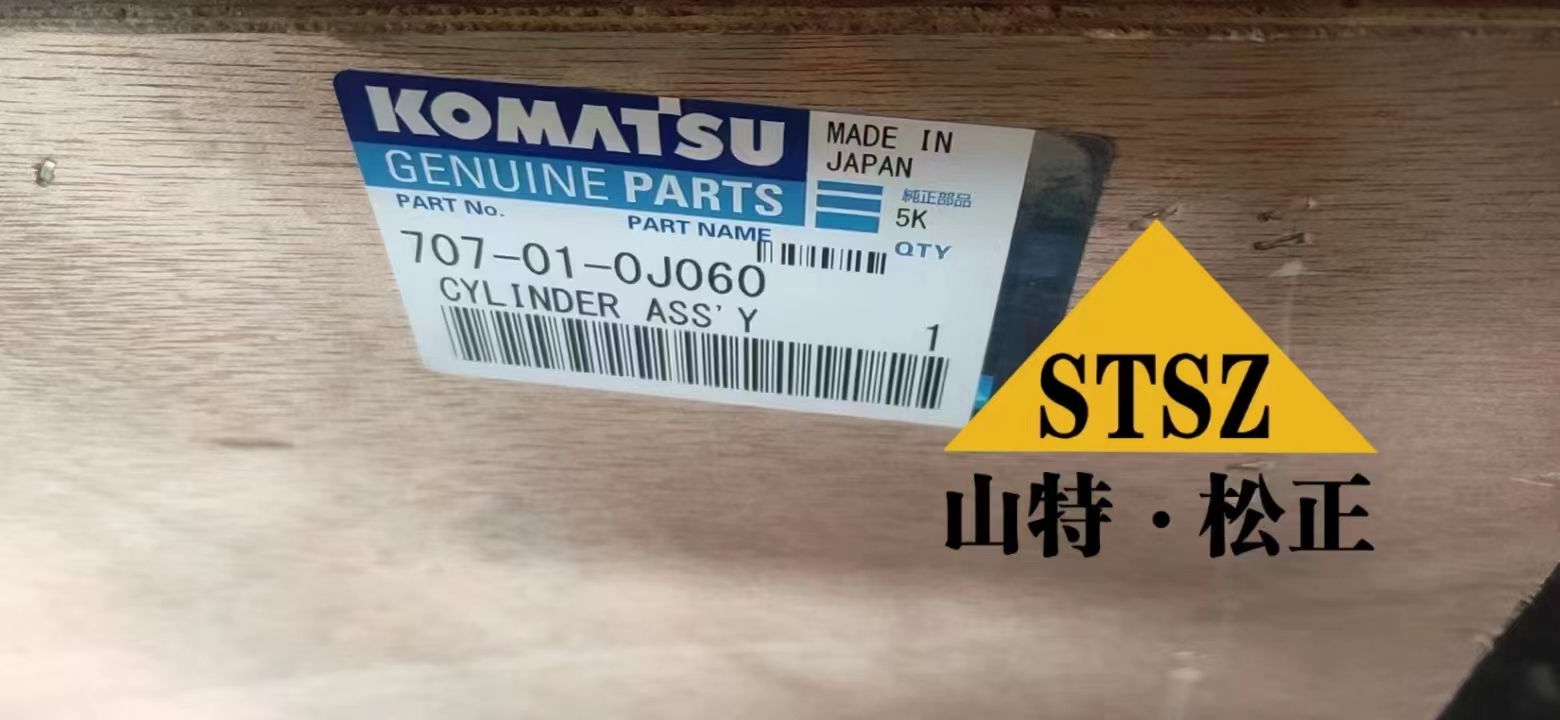 KOMATSU
GENUINE PARTS
MADE IN
JAPAN
純正部品
5K
PART No.
PART NAME
QTY
707-01-0J060
CYLINDER ASS'Y
1
STSZ
山特·松正